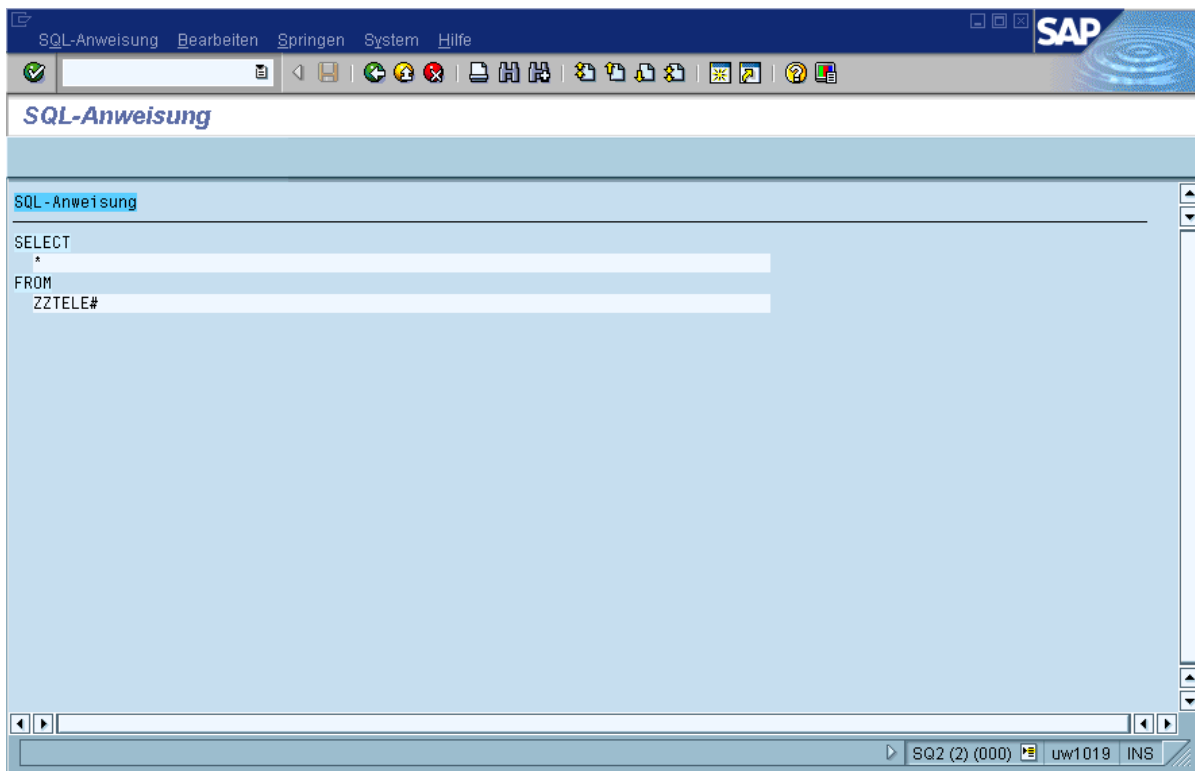 SQL-Anweisung Bearbeiten Springen System Hilfe
SAP
SQL-Anweisung
SQL-Anweisung
SELECT
*
FROM
ZZTELE#
SQ2 (2) (000) uw1019 INS